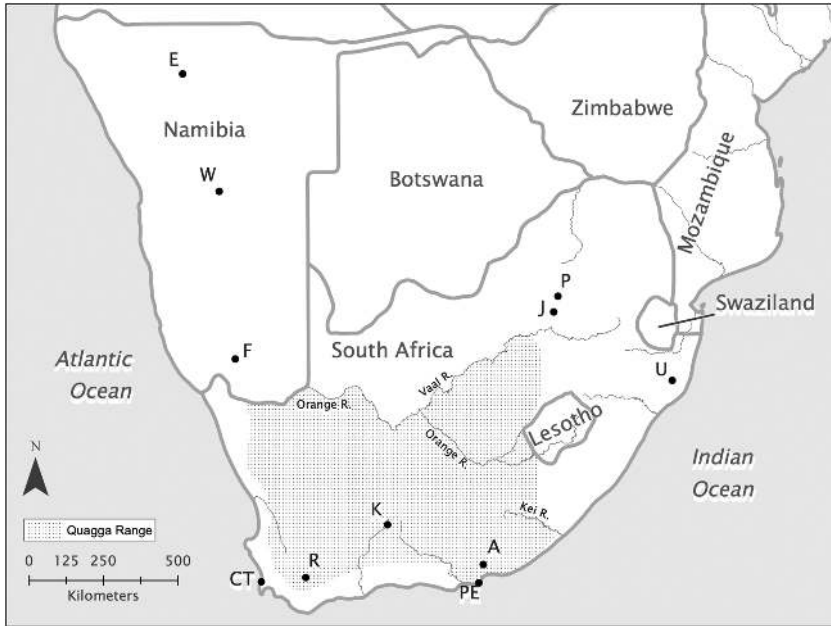 E
Namibia
Zimbabwe
W
Botswana
Mozambique
P
J
Swaziland
F
South Africa
Atlantic
Ocean
Vaal R.
U
Orange R.
Orange R.
Lesotho
Indian
Ocean
N
K
Kei R.
Quagga Range
0 125 250 500
Kilometers
CT
R
A
PE